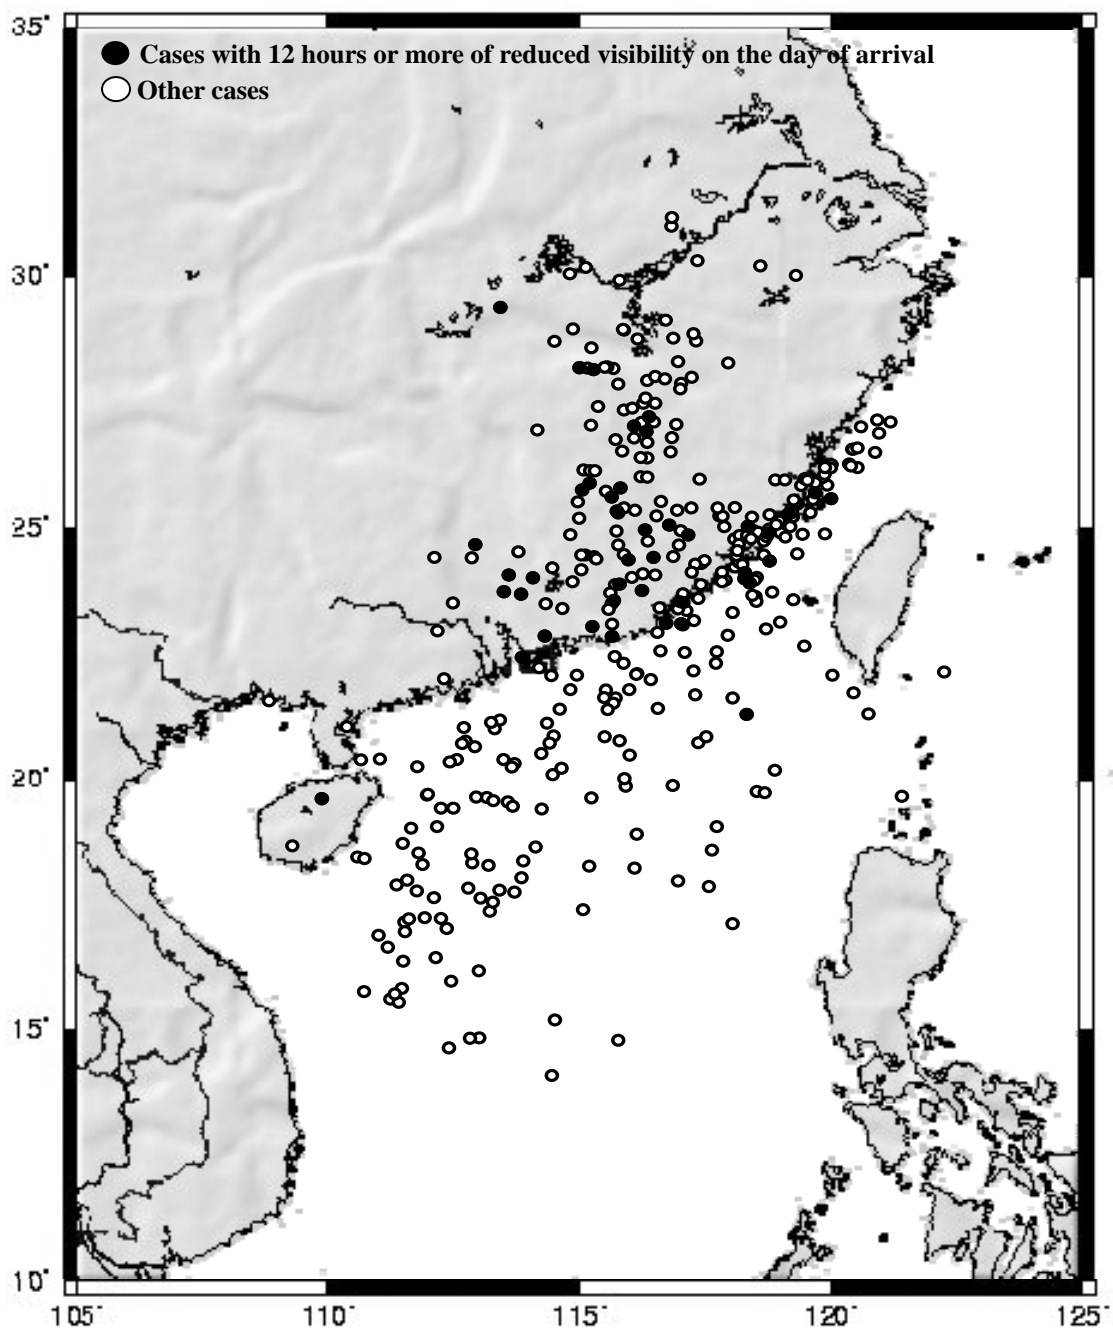 35°
Cases with 12 hours or more of reduced visibility on the day of arrival
Other cases
30°
25°
20°
15°
10°
105° 110° 115° 120° 125°